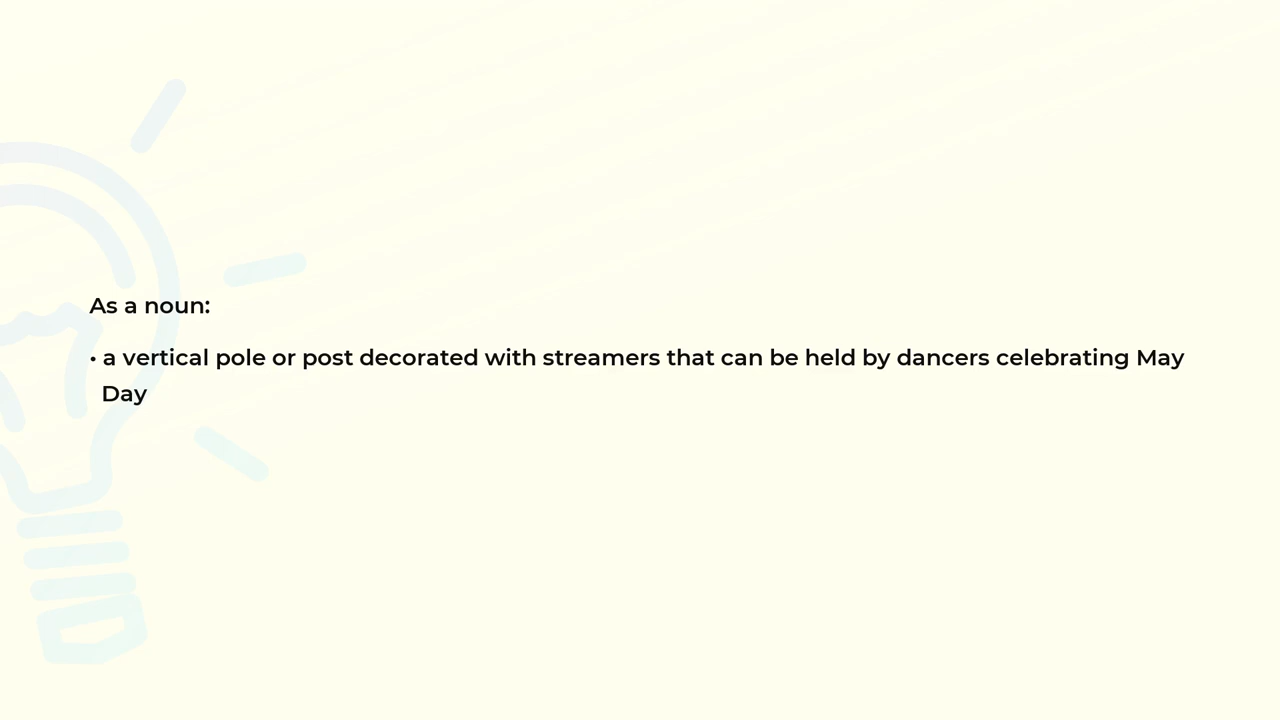 As a noun:
• a vertical pole or post decorated with streamers that can be held by dancers celebrating May
Day